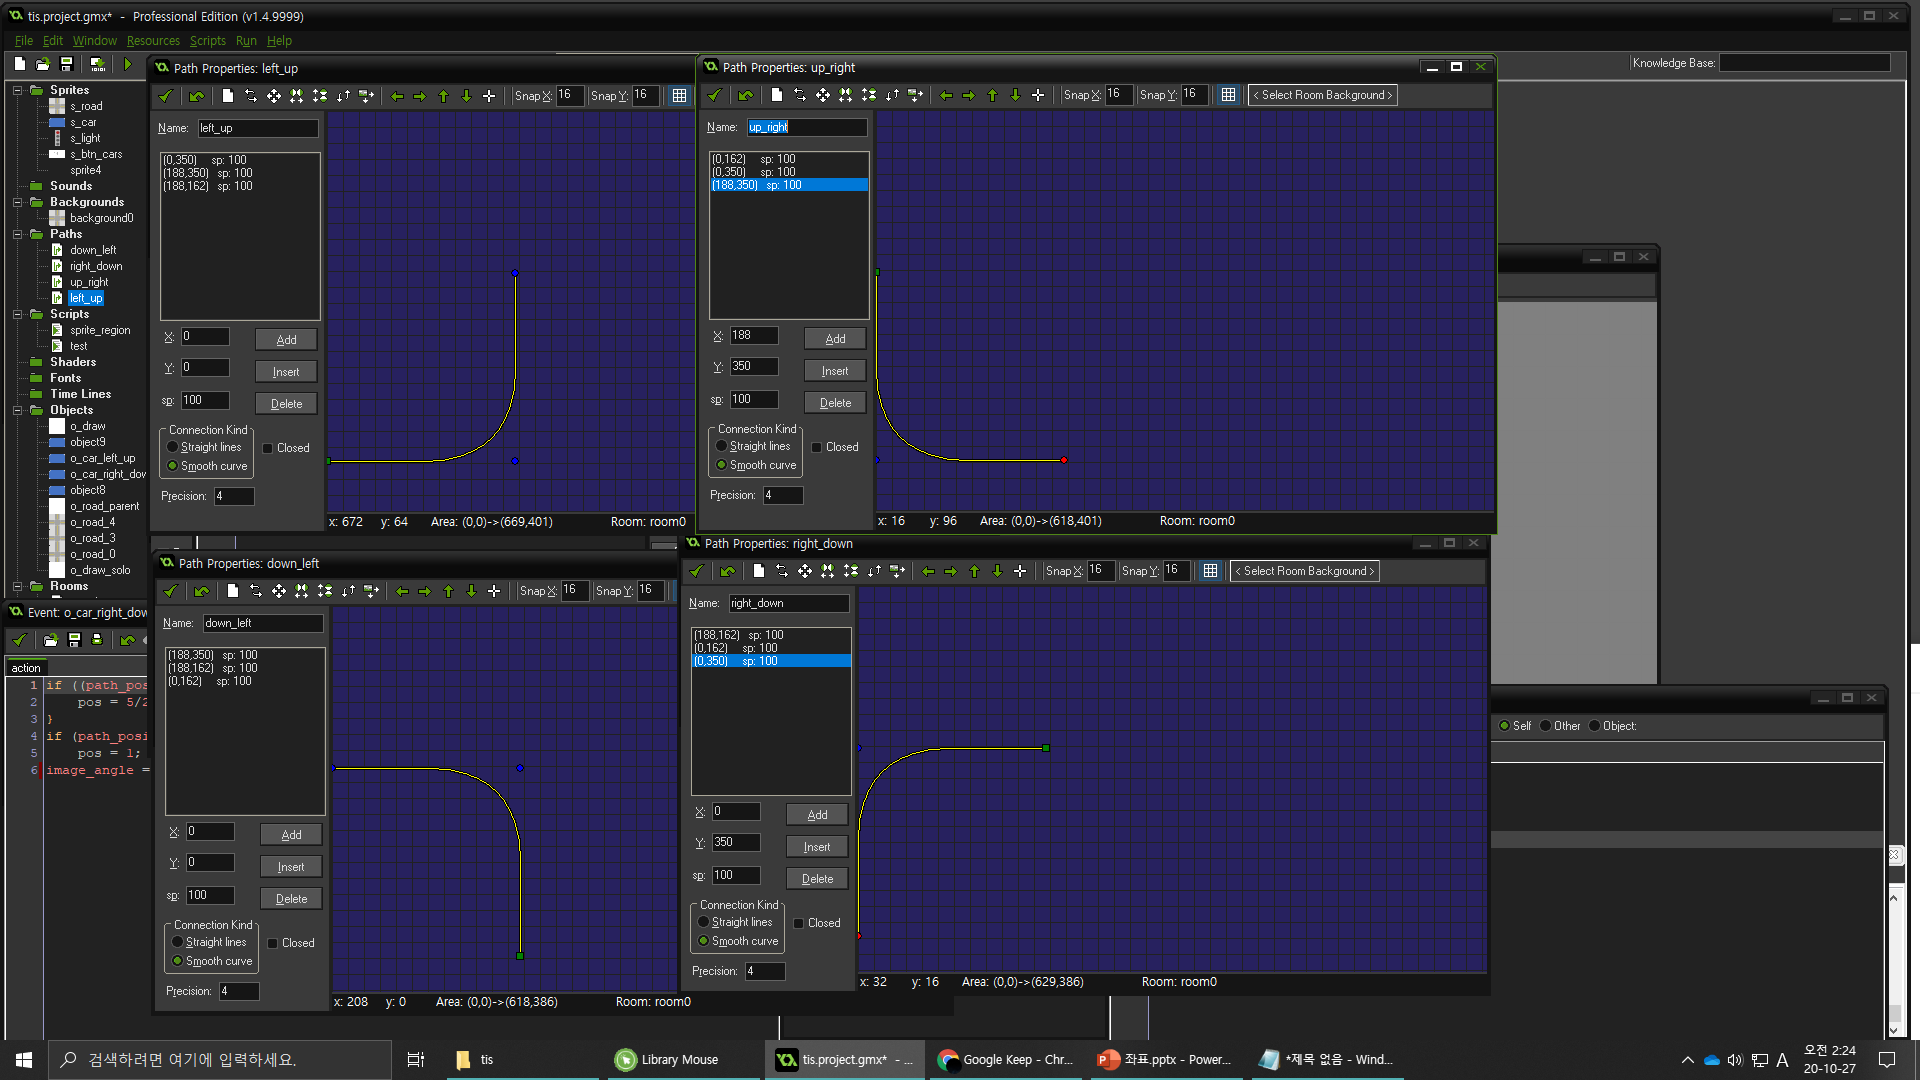 tis.project.gmx* - Professional Edition (v1.4.9999)
File Edit Window Resources Scripts Run Help
Knowledge Base:
Sprites
s_road
s_car
s_light
s_btn_cars
sprite4
Sounds
Backgrounds
background0
Paths
down_left
right_down
up_right
left_up
Scripts
sprite_region
test
Shaders
Fonts
Time Lines
Objects
o_draw
object9
o_car_left_up
o_car_right_dow
object8
o_road_parent
o_road_4
o_road_3
o_road_0
o_draw_solo
Rooms
Path Properties: left_up
Snap X: 16 Snap Y: 16
Name: left_up
(0,350) sp: 100
(188,350) sp: 100
(188,162) sp: 100
X: 0 Add
Y: 0 Insert
sp: 100 Delete
Connection Kind
Straight lines Closed
Smooth curve
Precision: 4
x: 672 y: 64 Area: (0,0)->(669,401) Room: room0
Path Properties: up_right
Snap X: 16 Snap Y: 16 < Select Room Background >
Name: up_right
(0,162) sp: 100
(0,350) sp: 100
(188,350) sp: 100
X: 188 Add
Y: 350 Insert
sp: 100 Delete
Connection Kind
Straight lines Closed
Smooth curve
Precision: 4
x: 16 y: 96 Area: (0,0)->(618,401) Room: room0
Path Properties: down_left
Snap X: 16 Snap Y: 16
Name: down_left
(188,350) sp: 100
(188,162) sp: 100
(0,162) sp: 100
X: 0 Add
Y: 0 Insert
sp: 100 Delete
Connection Kind
Straight lines Closed
Smooth curve
Precision: 4
x: 208 y: 0 Area: (0,0)->(618,386) Room: room0
Path Properties: right_down
Snap X: 16 Snap Y: 16 < Select Room Background >
Name: right_down
(188,162) sp: 100
(0,162) sp: 100
(0,350) sp: 100
X: 0 Add
Y: 350 Insert
sp: 100 Delete
Connection Kind
Straight lines Closed
Smooth curve
Precision: 4
x: 32 y: 16 Area: (0,0)->(629,386) Room: room0
Event: o_car_right_dow
action
1 if ((path_pos
2 pos = 5/2
3 }
4 if (path_posi
5 pos = 1;
6 image_angle =
Self Other Object:
검색하려면 여기에 입력하세요.
tis
Library Mouse
tis.project.gmx* - ...
Google Keep - Chr...
좌표.pptx - Power...
*제목 없음 - Wind...
A
오전 2:24
20-10-27